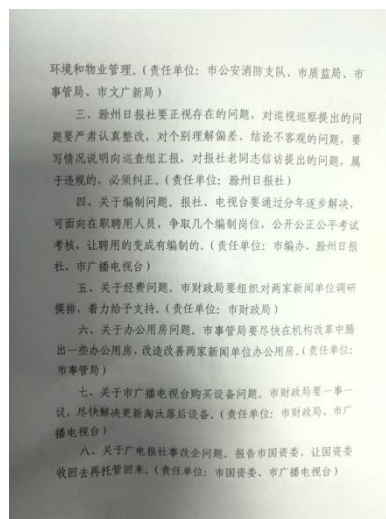 环境和物业管理。（责任单位：市公安消防支队、市质监局、市
事管局、市文广新局）
三、滁州日报社要正视存在的问题，对巡视巡察提出的问
题要严肃认真整改，对个别理解偏差、结论不客观的问题，要
写情况说明向巡查组汇报，对报社老同志信访提出的问题，属
于违规的，必须纠正。（责任单位：滁州日报社）
四、关于编制问题。报社、电视台要通过分年逐步解决，
可面向在职聘用人员，争取几个编制岗位，公开公正公平考试
考核，让聘用的变成有编制的。（责任单位：市编办、滁州日报
社、市广播电视台）
五、关于经费问题。市财政局要组织对两家新闻单位调研
摸排，着力给予支持。（责任单位：市财政局）
六、关于办公用房问题。市事管局要尽快在机构改革中腾
出一些办公用房，改造改善两家新闻单位办公用房。（责任单位：
市事管局）
七、关于市广播电视台购买设备问题。市财政局要一事一
议，尽快解决更新淘汰落后设备。（责任单位：市财政局、市广
播电视台）
八、关于广电报社事改企问题。报告市国资委，让国资委
收回去再托管回来。（责任单位：市国资委、市广播电视台）